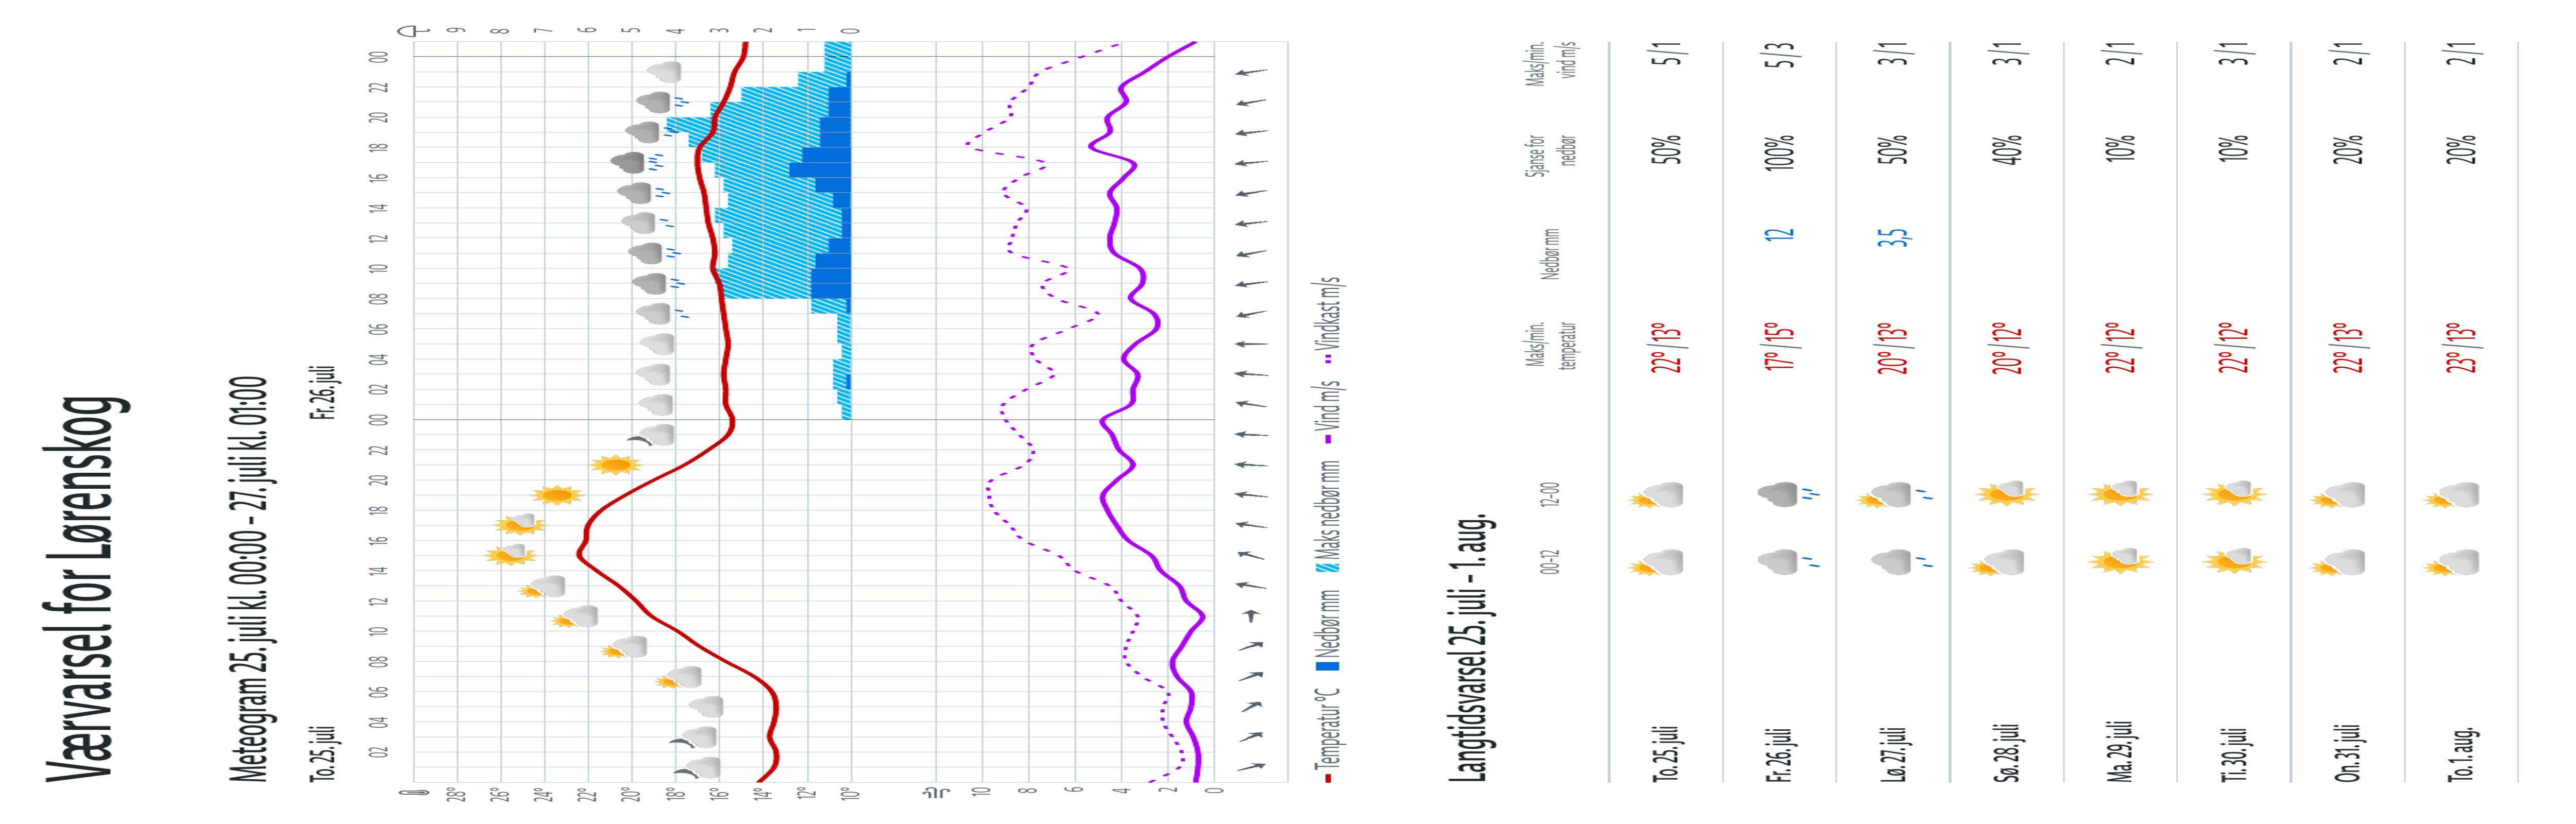 Værvarsel for Lørenskog
Meteogram 25. juli kl. 00:00 – 27. juli kl. 01:00
To. 25. juli Fr. 26. juli
02 04 06 08 10 12 14 16 18 20 22 00 02 04 06 08 10 12 14 16 18 20 22 00
28° 9
26° 8
24° 7
22° 6
20° 5
18° 4
16° 3
14° 2
12° 1
10° 0
10
8
6
4
2
0
Temperatur °C Nedbør mm Maks nedbør mm Vind m/s Vindkast m/s
Langtidsvarsel 25. juli – 1. aug.
00–12 12–00 Maks/min. temperatur Nedbør mm Sjanse for nedbør Maks/min. vind m/s
To. 25. juli 22° / 13° 50% 5 / 1
Fr. 26. juli 17° / 15° 12 100% 5 / 3
Lø. 27. juli 20° / 13° 3,5 50% 3 / 1
Sø. 28. juli 20° / 12° 40% 3 / 1
Ma. 29. juli 22° / 12° 10% 2 / 1
Ti. 30. juli 22° / 12° 10% 3 / 1
On. 31. juli 22° / 13° 20% 2 / 1
To. 1. aug. 23° / 13° 20% 2 / 1